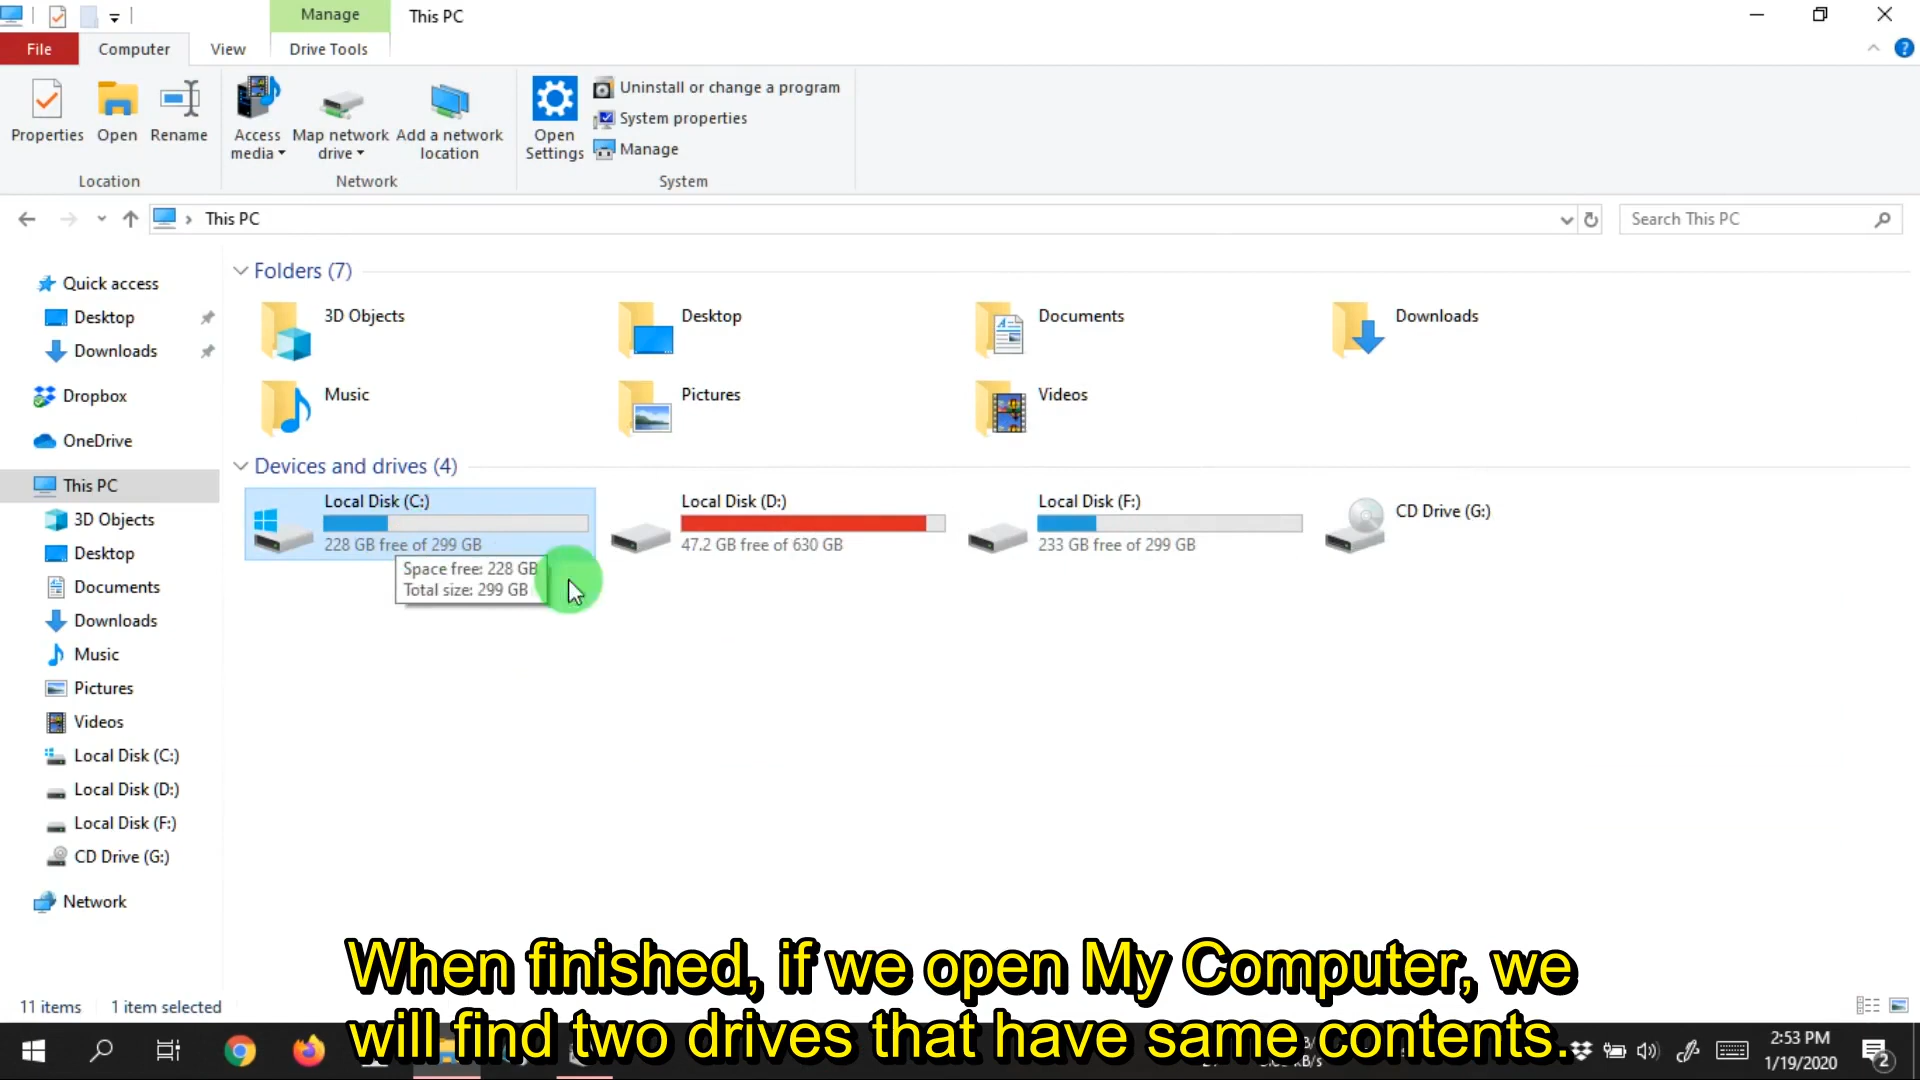 Manage
This PC
File
Computer
View
Drive Tools
Properties
Open
Rename
Access media
Map network drive
Add a network location
Open Settings
Uninstall or change a program
System properties
Manage
Location
Network
System
This PC
Search This PC
Quick access
Desktop
Downloads
Dropbox
OneDrive
This PC
3D Objects
Desktop
Documents
Downloads
Music
Pictures
Videos
Local Disk (C:)
Local Disk (D:)
Local Disk (F:)
CD Drive (G:)
Network
Folders (7)
3D Objects
Desktop
Documents
Downloads
Music
Pictures
Videos
Devices and drives (4)
Local Disk (C:)
228 GB free of 299 GB
Space free: 228 GB
Total size: 299 GB
Local Disk (D:)
47.2 GB free of 630 GB
Local Disk (F:)
233 GB free of 299 GB
CD Drive (G:)
When finished, if we open My Computer, we
will find two drives that have same contents.
11 items
1 item selected
2:53 PM
1/19/2020
2